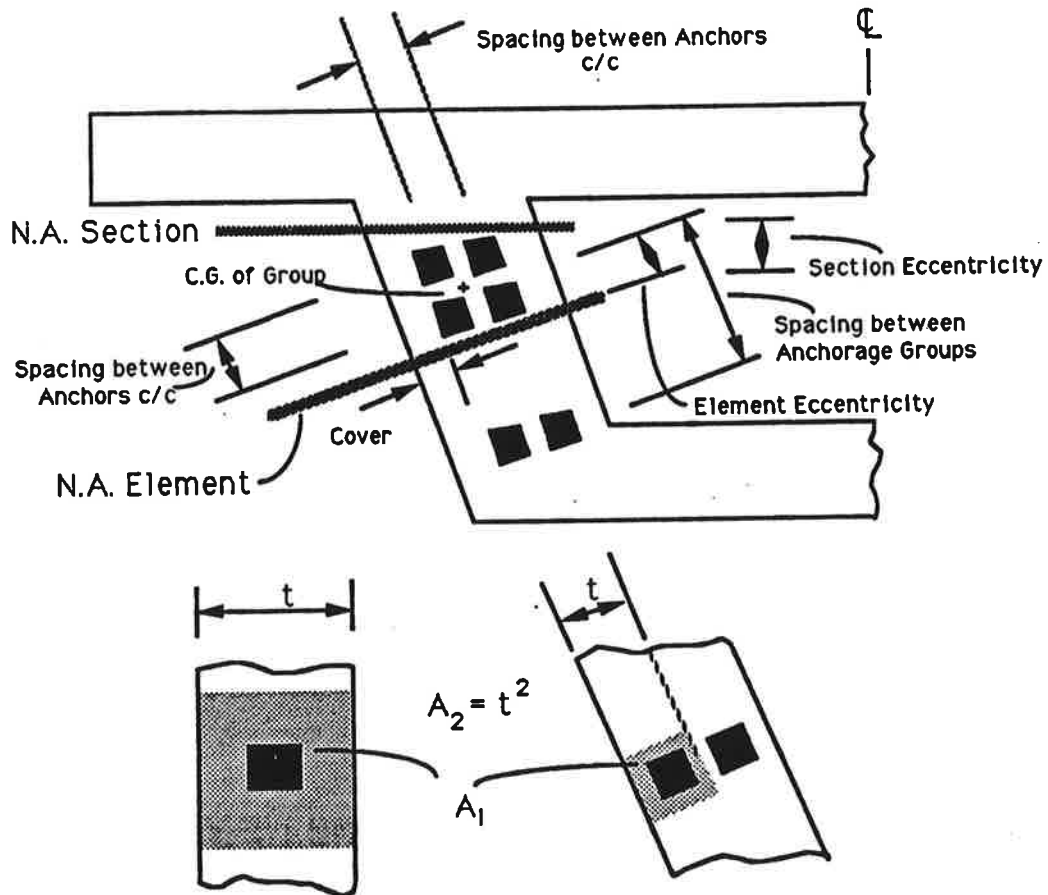 Spacing between Anchors
c/c
℄
N.A. Section
C.G. of Group
Section Eccentricity
Spacing between
Anchorage Groups
Spacing between
Anchors c/c
Element Eccentricity
Cover
N.A. Element
t
t
A₂ = t²
A₁